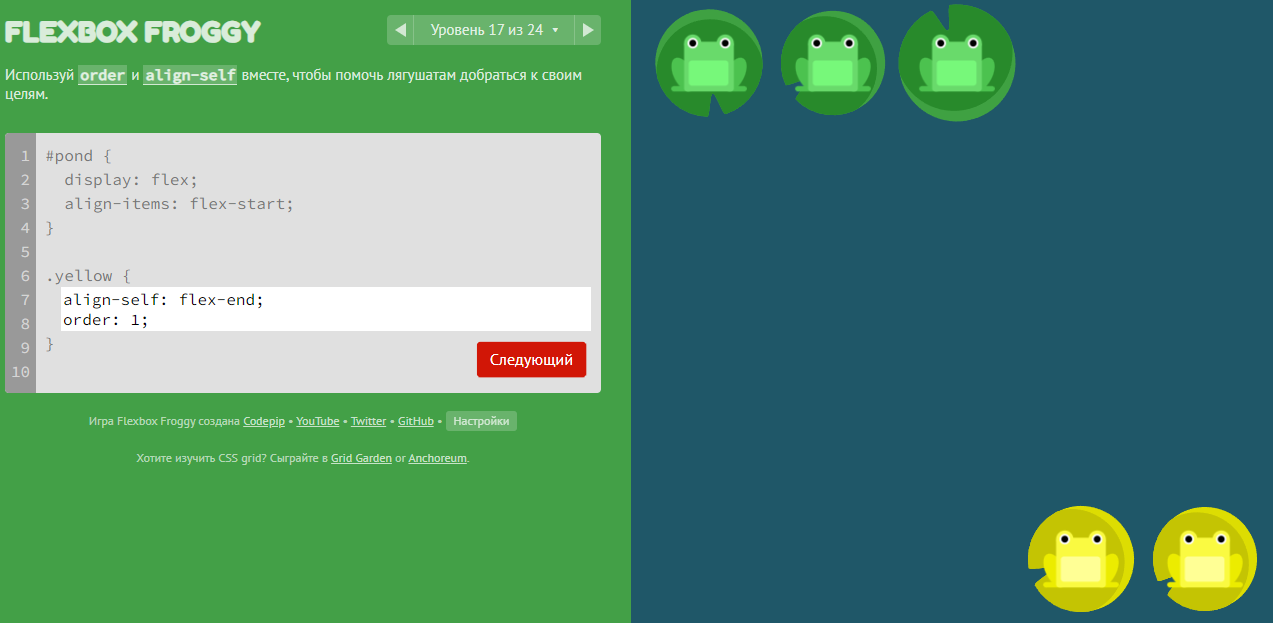 FLEXBOX FROGGY
Уровень 17 из 24
Используй order и align-self вместе, чтобы помочь лягушатам добраться к своим
целям.
1 #pond {
2 display: flex;
3 align-items: flex-start;
4 }
5
6 .yellow {
7 align-self: flex-end;
8 order: 1;
9 }
10
Следующий
Игра Flexbox Froggy создана Codepip • YouTube • Twitter • GitHub • Настройки
Хотите изучить CSS grid? Сыграйте в Grid Garden or Anchoreum.